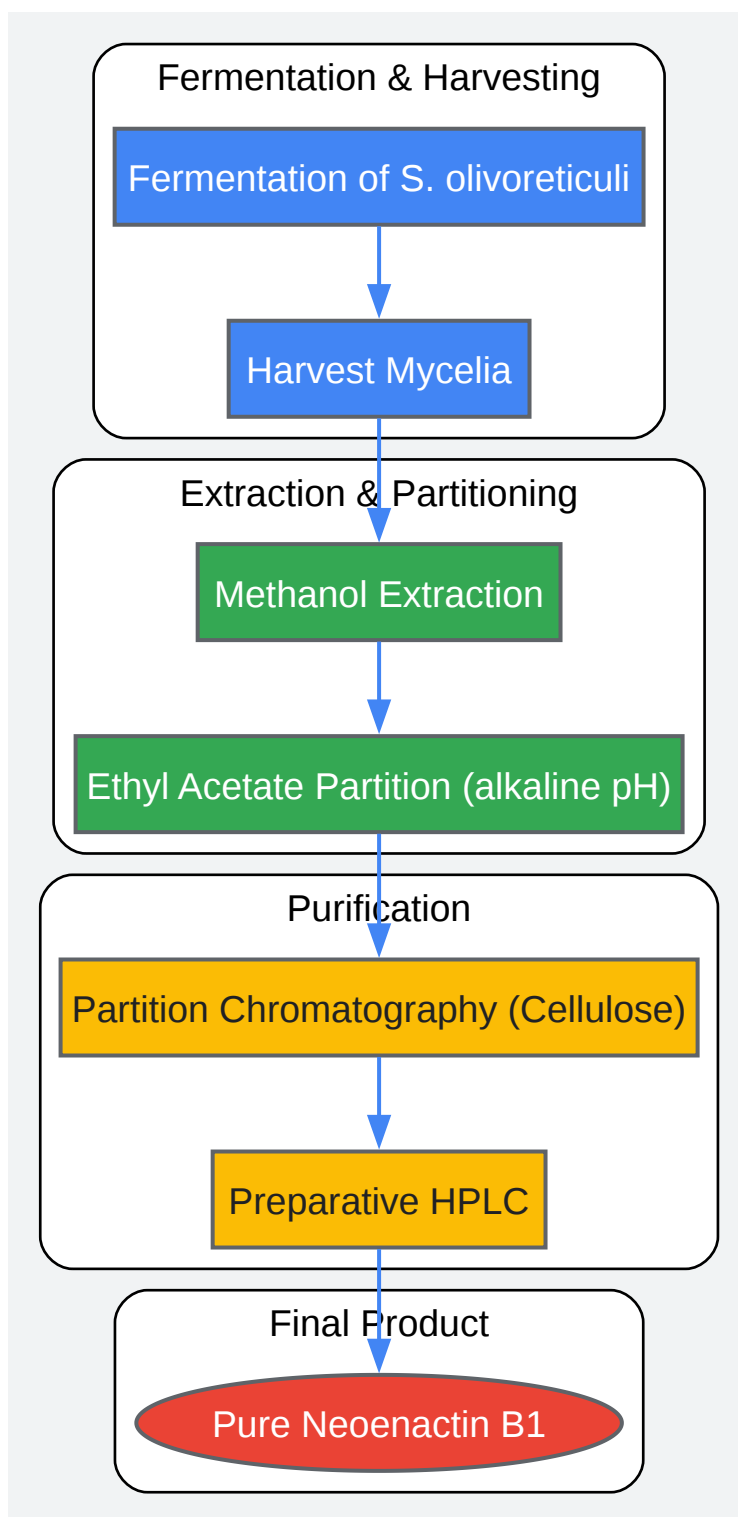 Fermentation & Harvesting
Fermentation of S. olivoreticuli
Harvest Mycelia
Extraction & Partitioning
Methanol Extraction
Ethyl Acetate Partition (alkaline pH)
Purification
Partition Chromatography (Cellulose)
Preparative HPLC
Final Product
Pure Neoenactin B1